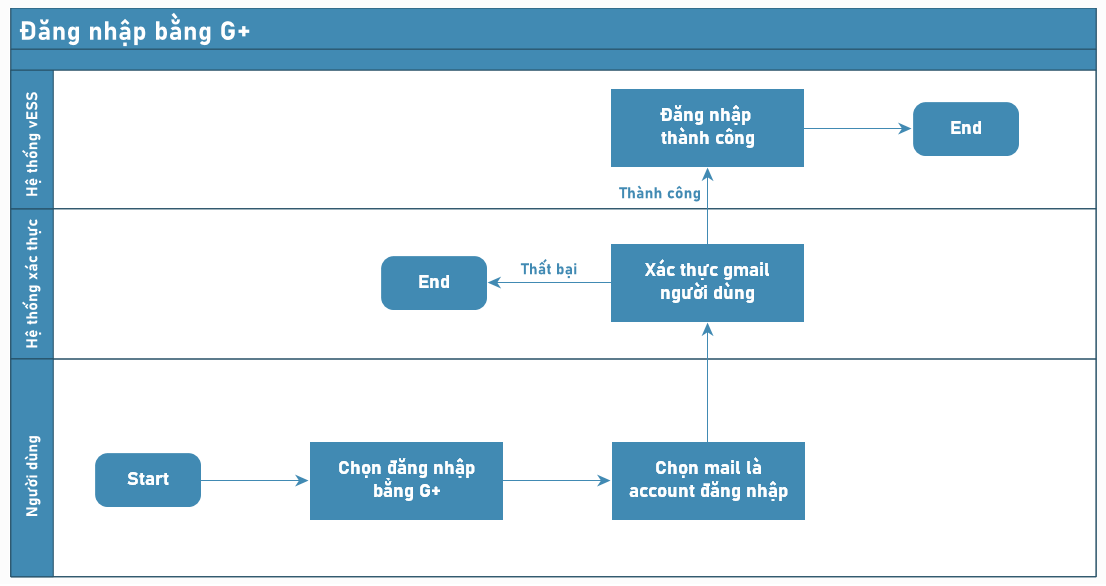 Đăng nhập bằng G+
Hệ thống vESS
Đăng nhập
thành công
End
Thành công
Hệ thống xác thực
End
Thất bại
Xác thực gmail
người dùng
Người dùng
Start
Chọn đăng nhập
bằng G+
Chọn mail là
account đăng nhập